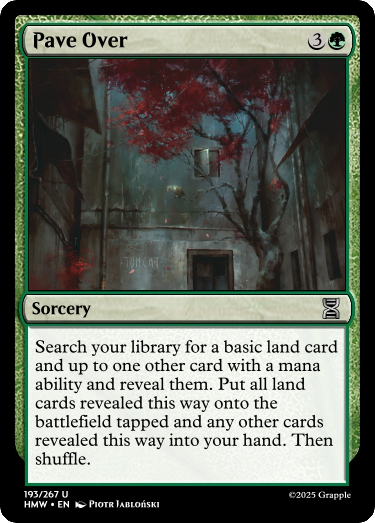 Pave Over 3
TOMCAT
Sorcery
Search your library for a basic land card
and up to one other card with a mana
ability and reveal them. Put all land
cards revealed this way onto the
battlefield tapped and any other cards
revealed this way into your hand. Then
shuffle.
193/267 U
HMW • EN Piotr Jabłoński
©2025 Grapple